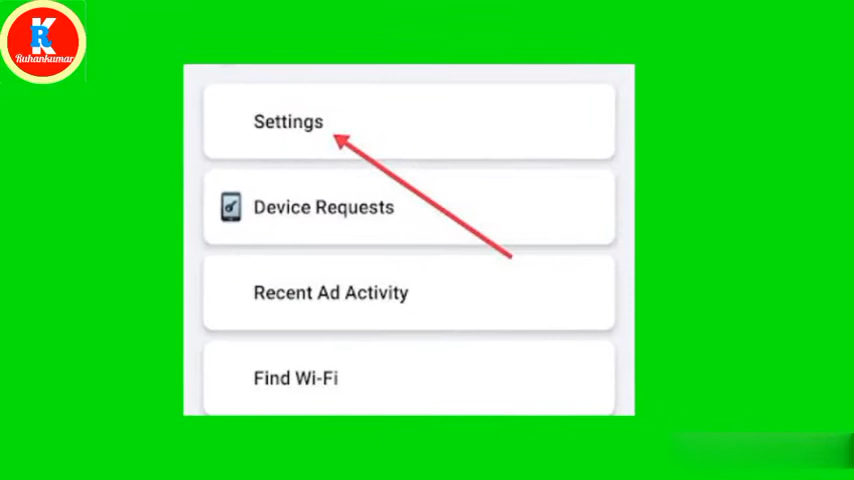 K
R
Ruhankumar
Settings
Device Requests
Recent Ad Activity
Find Wi-Fi